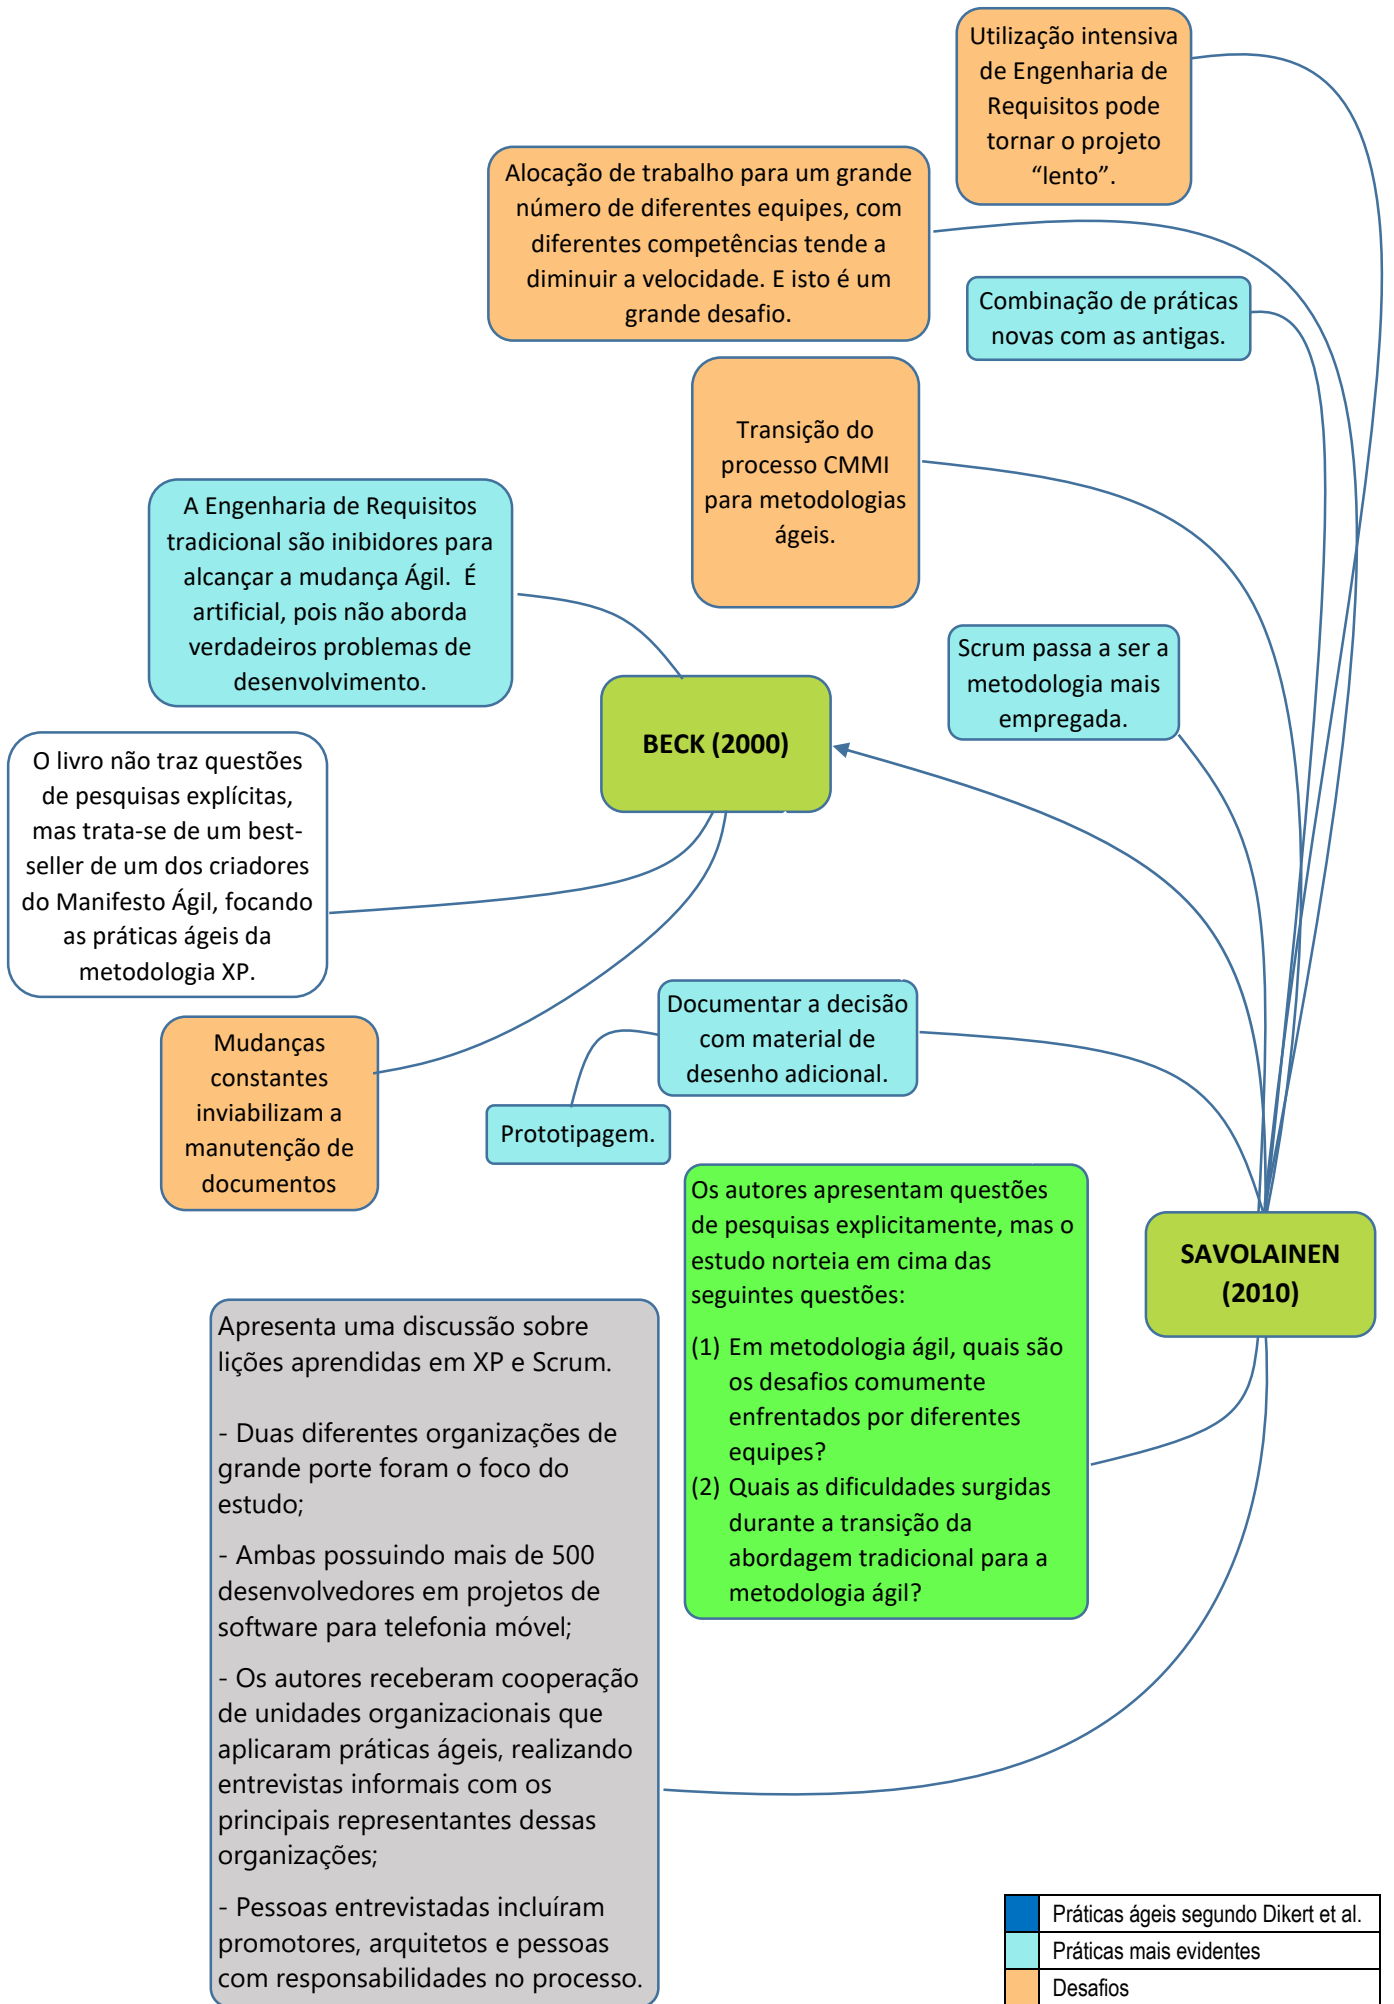 Utilização intensiva
de Engenharia de
Requisitos pode
tornar o projeto
“lento”.
Alocação de trabalho para um grande
número de diferentes equipes, com
diferentes competências tende a
diminuir a velocidade. E isto é um
grande desafio.
Combinação de práticas
novas com as antigas.
Transição do
processo CMMI
para metodologias
ágeis.
A Engenharia de Requisitos
tradicional são inibidores para
alcançar a mudança Ágil. É
artificial, pois não aborda
verdadeiros problemas de
desenvolvimento.
Scrum passa a ser a
metodologia mais
empregada.
BECK (2000)
O livro não traz questões
de pesquisas explícitas,
mas trata-se de um best-
seller de um dos criadores
do Manifesto Ágil, focando
as práticas ágeis da
metodologia XP.
Documentar a decisão
com material de
desenho adicional.
Mudanças
constantes
inviabilizam a
manutenção de
documentos
Prototipagem.
Os autores apresentam questões
de pesquisas explicitamente, mas o
estudo norteia em cima das
seguintes questões:
(1) Em metodologia ágil, quais são
os desafios comumente
enfrentados por diferentes
equipes?
(2) Quais as dificuldades surgidas
durante a transição da
abordagem tradicional para a
metodologia ágil?
SAVOLAINEN
(2010)
Apresenta uma discussão sobre
lições aprendidas em XP e Scrum.
- Duas diferentes organizações de
grande porte foram o foco do
estudo;
- Ambas possuindo mais de 500
desenvolvedores em projetos de
software para telefonia móvel;
- Os autores receberam cooperação
de unidades organizacionais que
aplicaram práticas ágeis, realizando
entrevistas informais com os
principais representantes dessas
organizações;
- Pessoas entrevistadas incluíram
promotores, arquitetos e pessoas
com responsabilidades no processo.
Práticas ágeis segundo Dikert et al.
Práticas mais evidentes
Desafios